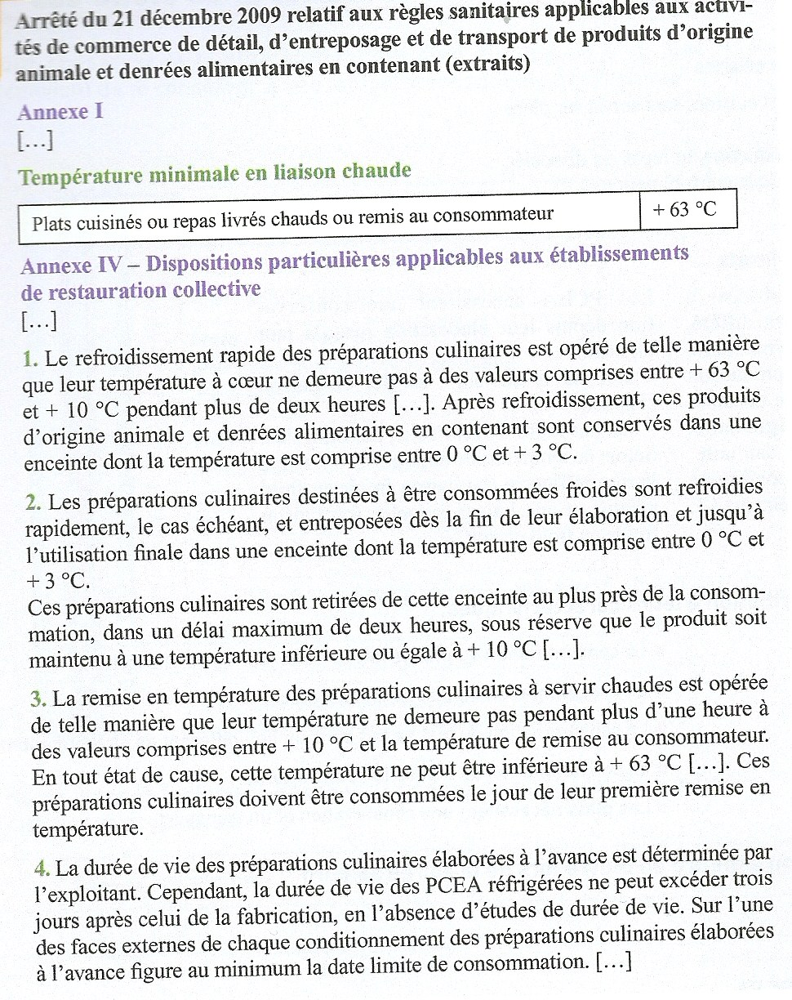 Arrêté du 21 décembre 2009 relatif aux règles sanitaires applicables aux activi-
tés de commerce de détail, d'entreposage et de transport de produits d'origine
animale et denrées alimentaires en contenant (extraits)
Annexe I
[…]
Température minimale en liaison chaude
Plats cuisinés ou repas livrés chauds ou remis au consommateur + 63 °C
Annexe IV – Dispositions particulières applicables aux établissements
de restauration collective
[…]
1. Le refroidissement rapide des préparations culinaires est opéré de telle manière
que leur température à cœur ne demeure pas à des valeurs comprises entre + 63 °C
et + 10 °C pendant plus de deux heures […]. Après refroidissement, ces produits
d'origine animale et denrées alimentaires en contenant sont conservés dans une
enceinte dont la température est comprise entre 0 °C et + 3 °C.
2. Les préparations culinaires destinées à être consommées froides sont refroidies
rapidement, le cas échéant, et entreposées dès la fin de leur élaboration et jusqu'à
l'utilisation finale dans une enceinte dont la température est comprise entre 0 °C et
+ 3 °C.
Ces préparations culinaires sont retirées de cette enceinte au plus près de la consom-
mation, dans un délai maximum de deux heures, sous réserve que le produit soit
maintenu à une température inférieure ou égale à + 10 °C […].
3. La remise en température des préparations culinaires à servir chaudes est opérée
de telle manière que leur température ne demeure pas pendant plus d'une heure à
des valeurs comprises entre + 10 °C et la température de remise au consommateur.
En tout état de cause, cette température ne peut être inférieure à + 63 °C […]. Ces
préparations culinaires doivent être consommées le jour de leur première remise en
température.
4. La durée de vie des préparations culinaires élaborées à l'avance est déterminée par
l'exploitant. Cependant, la durée de vie des PCEA réfrigérées ne peut excéder trois
jours après celui de la fabrication, en l'absence d'études de durée de vie. Sur l'une
des faces externes de chaque conditionnement des préparations culinaires élaborées
à l'avance figure au minimum la date limite de consommation. […]